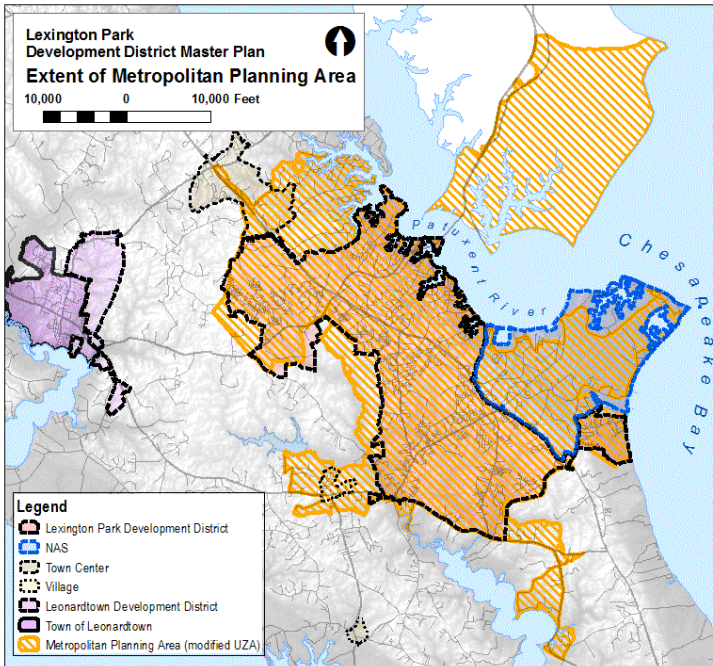 Lexington Park
Development District Master Plan
Extent of Metropolitan Planning Area
10,000 0 10,000 Feet
Patuxent River
Chesapeake Bay
Legend
Lexington Park Development District
NAS
Town Center
Village
Leonardtown Development District
Town of Leonardtown
Metropolitan Planning Area (modified UZA)